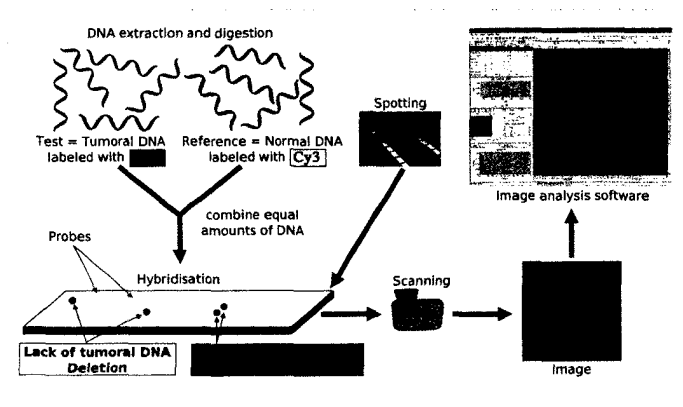 DNA extraction and digestion
Test = Tumoral DNA
labeled with
Reference = Normal DNA
labeled with Cy3
Spotting
combine equal
amounts of DNA
Image analysis software
Probes
Hybridisation
Scanning
Lack of tumoral DNA
Deletion
Image